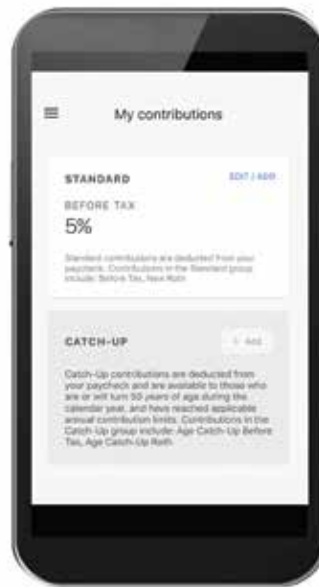 My contributions
STANDARD
EDIT / ADD
BEFORE TAX
5%
Standard contributions are deducted from your
paycheck. Contributions in the Standard group
include: Before Tax, New Roth
CATCH-UP
+ Add
Catch-Up contributions are deducted from
your paycheck and are available to those who
are or will turn 50 years of age during the
calendar year, and have reached applicable
annual contribution limits. Contributions in the
Catch-Up group include: Age Catch-Up Before
Tax, Age Catch-Up Roth